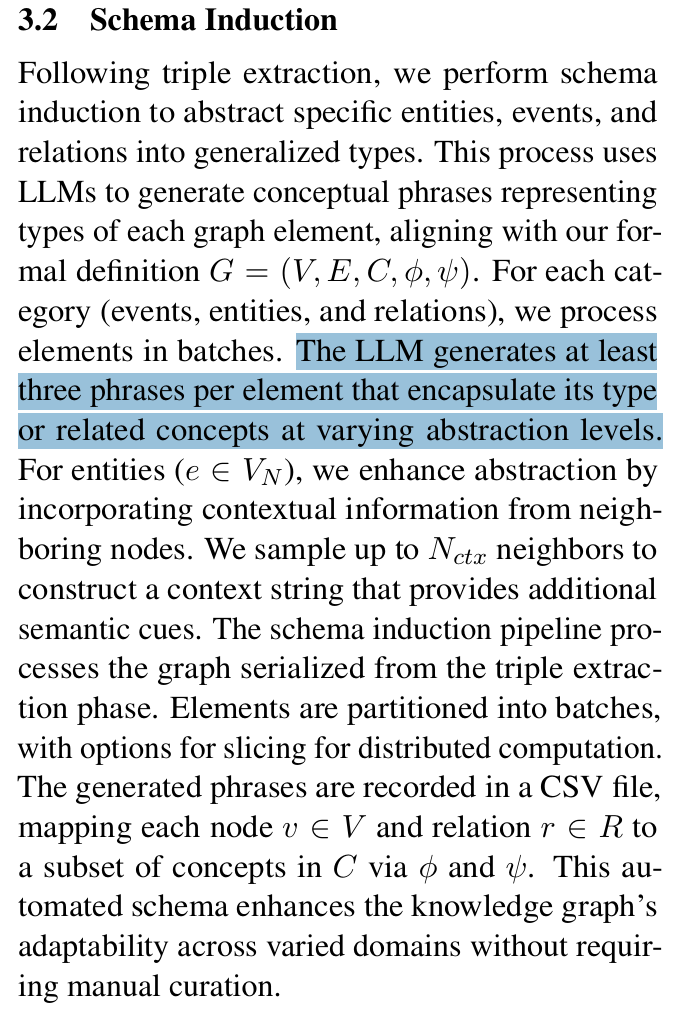 3.2 Schema Induction
Following triple extraction, we perform schema
induction to abstract specific entities, events, and
relations into generalized types. This process uses
LLMs to generate conceptual phrases representing
types of each graph element, aligning with our for-
mal definition G = (V, E, C, ϕ, ψ). For each cat-
egory (events, entities, and relations), we process
elements in batches. The LLM generates at least
three phrases per element that encapsulate its type
or related concepts at varying abstraction levels.
For entities (e ∈ V_N), we enhance abstraction by
incorporating contextual information from neigh-
boring nodes. We sample up to N_ctx neighbors to
construct a context string that provides additional
semantic cues. The schema induction pipeline pro-
cesses the graph serialized from the triple extrac-
tion phase. Elements are partitioned into batches,
with options for slicing for distributed computation.
The generated phrases are recorded in a CSV file,
mapping each node v ∈ V and relation r ∈ R to
a subset of concepts in C via ϕ and ψ. This au-
tomated schema enhances the knowledge graph's
adaptability across varied domains without requir-
ing manual curation.